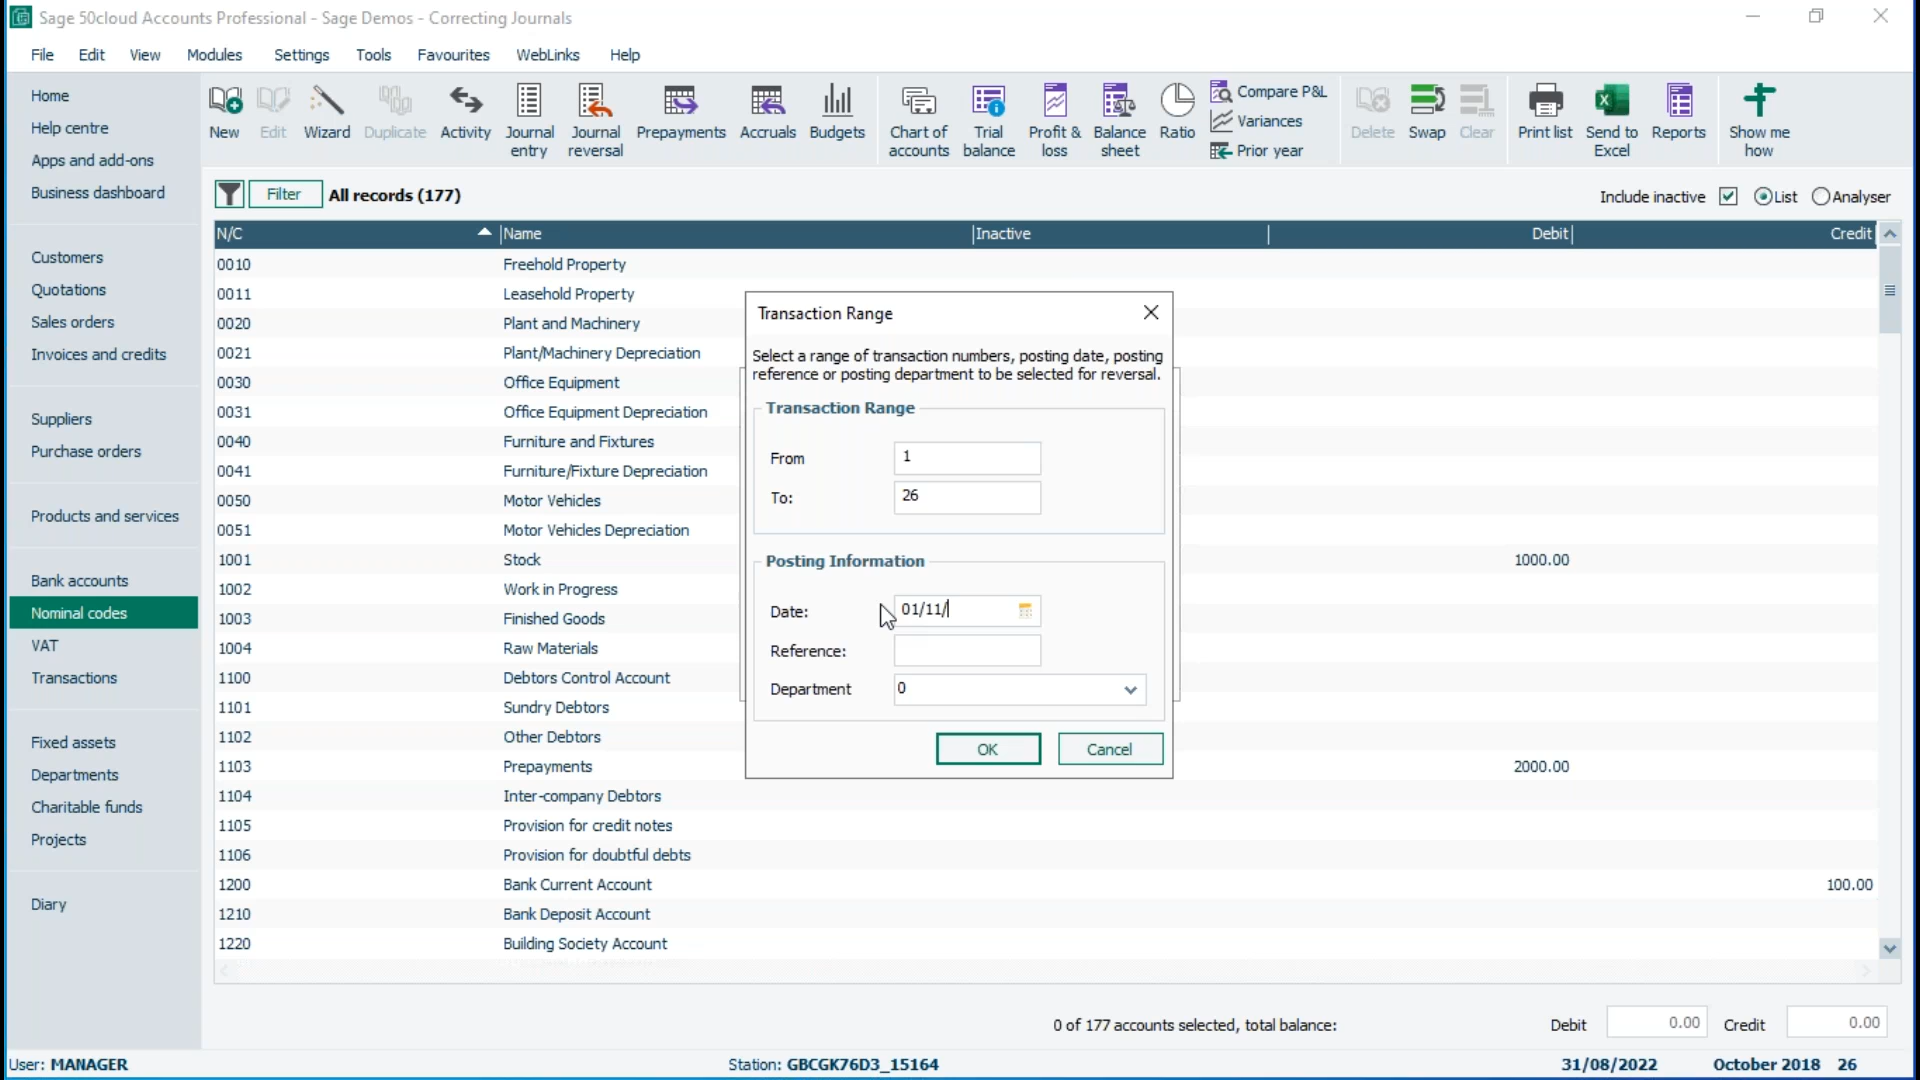 Sage 50cloud Accounts Professional - Sage Demos - Correcting Journals
File Edit View Modules Settings Tools Favourites WebLinks Help
Home
Help centre
Apps and add-ons
Business dashboard
Customers
Quotations
Sales orders
Invoices and credits
Suppliers
Purchase orders
Products and services
Bank accounts
Nominal codes
VAT
Transactions
Fixed assets
Departments
Charitable funds
Projects
Diary
New
Edit
Wizard
Duplicate
Activity
Journal
entry
Journal
reversal
Prepayments
Accruals
Budgets
Chart of
accounts
Trial
balance
Profit &
loss
Balance
sheet
Ratio
Compare P&L
Variances
Prior year
Delete
Swap
Clear
Print list
Send to
Excel
Reports
Show me
how
Filter All records (177)
Include inactive List Analyser
N/C Name Inactive Debit Credit
0010 Freehold Property
0011 Leasehold Property
0020 Plant and Machinery
0021 Plant/Machinery Depreciation
0030 Office Equipment
0031 Office Equipment Depreciation
0040 Furniture and Fixtures
0041 Furniture/Fixture Depreciation
0050 Motor Vehicles
0051 Motor Vehicles Depreciation
1001 Stock 1000.00
1002 Work in Progress
1003 Finished Goods
1004 Raw Materials
1100 Debtors Control Account
1101 Sundry Debtors
1102 Other Debtors
1103 Prepayments 2000.00
1104 Inter-company Debtors
1105 Provision for credit notes
1106 Provision for doubtful debts
1200 Bank Current Account 100.00
1210 Bank Deposit Account
1220 Building Society Account
Transaction Range
Select a range of transaction numbers, posting date, posting
reference or posting department to be selected for reversal.
Transaction Range
From 1
To: 26
Posting Information
Date: 01/11/
Reference:
Department 0
OK Cancel
0 of 177 accounts selected, total balance: Debit 0.00 Credit 0.00
User: MANAGER Station: GBCGK76D3_15164 31/08/2022 October 2018 26